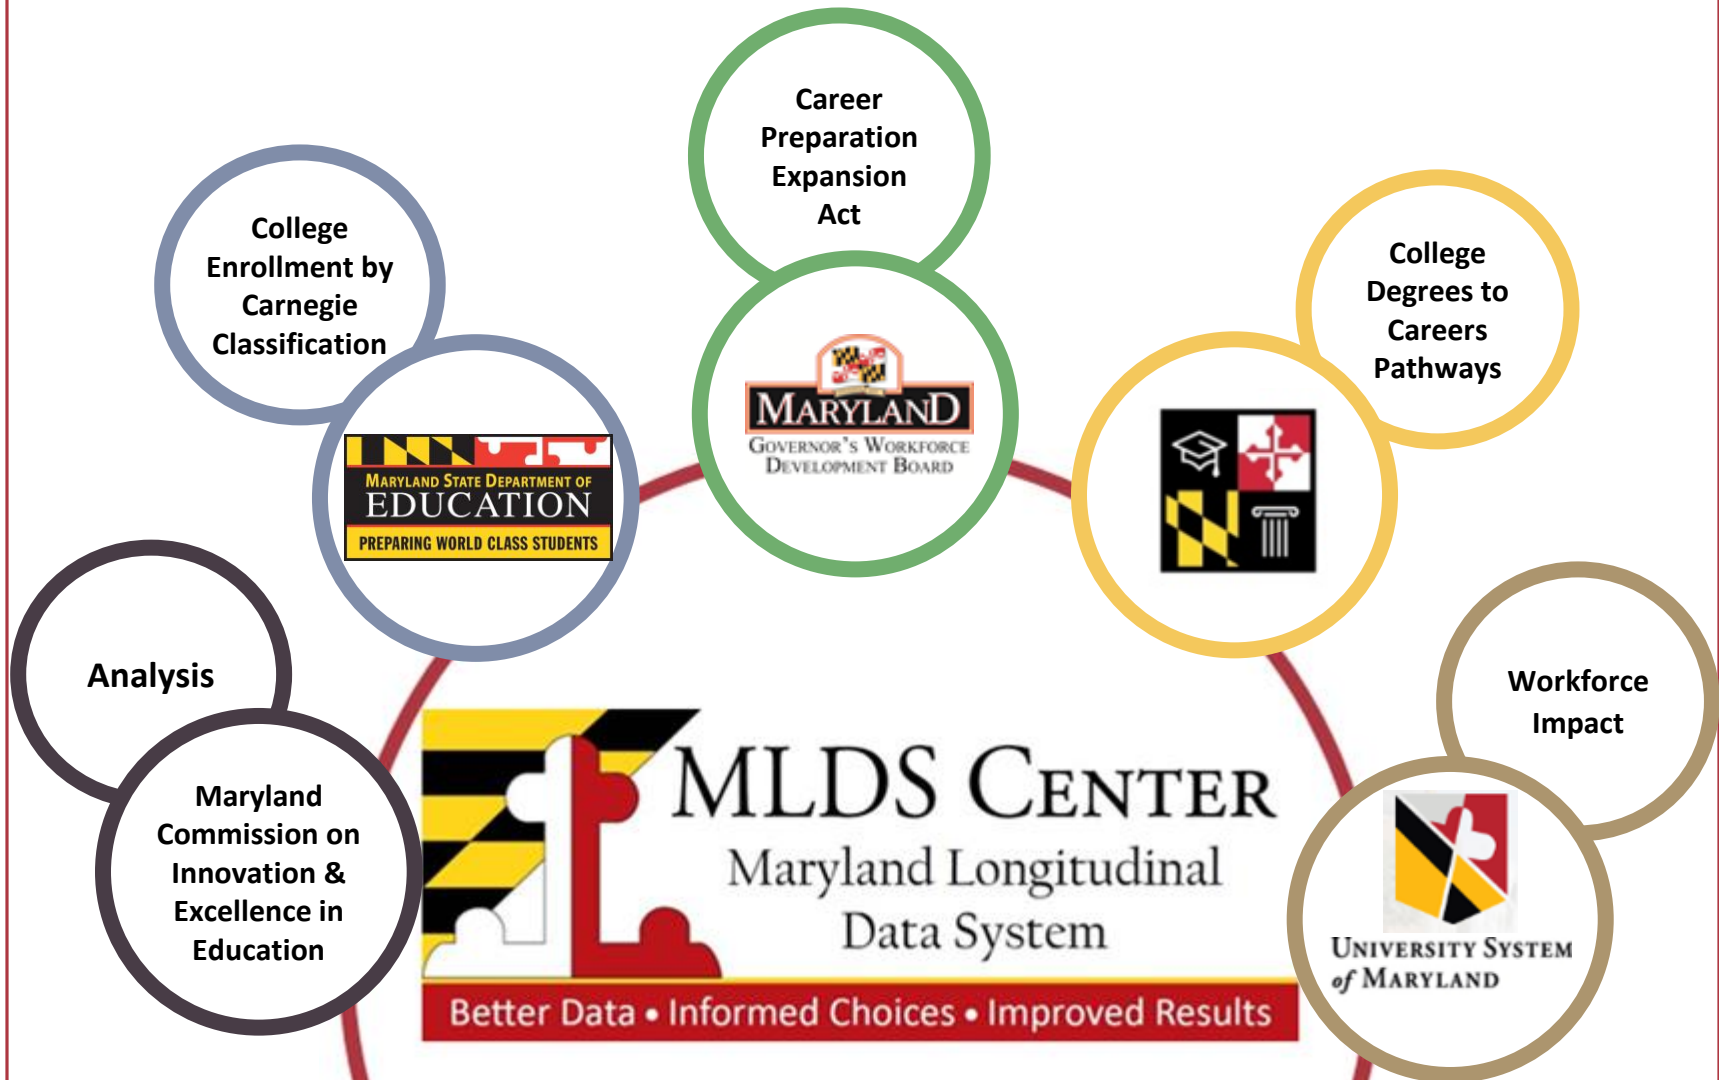 Career
Preparation
Expansion
Act
College
Enrollment by
Carnegie
Classification
College
Degrees to
Careers
Pathways
MARYLAND
GOVERNOR'S WORKFORCE
DEVELOPMENT BOARD
MARYLAND STATE DEPARTMENT OF
EDUCATION
PREPARING WORLD CLASS STUDENTS
Analysis
Maryland
Commission on
Innovation &
Excellence in
Education
MLDS CENTER
Maryland Longitudinal
Data System
Better Data • Informed Choices • Improved Results
Workforce
Impact
UNIVERSITY SYSTEM
of MARYLAND